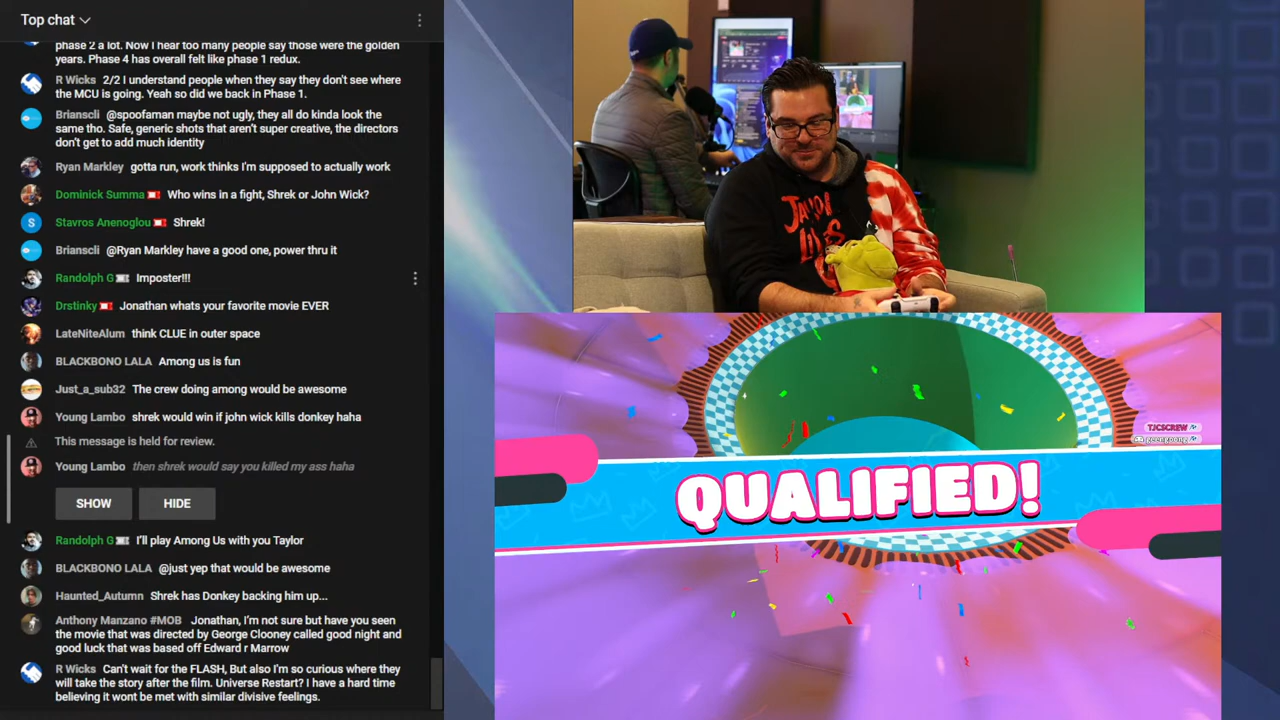 Top chat
phase 2 a lot. Now I hear too many people say those were the golden
years. Phase 4 has overall felt like phase 1 redux.
R Wicks 2/2 I understand people when they say they don't see where
the MCU is going. Yeah so did we back in Phase 1.
Brianscli @spoofaman maybe not ugly, they all do kinda look the
same tho. Safe, generic shots that aren't super creative, the directors
don't get to add much identity
Ryan Markley gotta run, work thinks I'm supposed to actually work
Dominick Summa Who wins in a fight, Shrek or John Wick?
S Stavros Anenoglou Shrek!
Brianscli @Ryan Markley have a good one, power thru it
Randolph G Imposter!!!
Drstinky Jonathan whats your favorite movie EVER
LateNiteAlum think CLUE in outer space
BLACKBONO LALA Among us is fun
Just_a_sub32 The crew doing among would be awesome
Young Lambo shrek would win if john wick kills donkey haha
This message is held for review.
Young Lambo then shrek would say you killed my ass haha
SHOW HIDE
Randolph G I'll play Among Us with you Taylor
BLACKBONO LALA @just yep that would be awesome
Haunted_Autumn Shrek has Donkey backing him up...
Anthony Manzano #MOB Jonathan, I'm not sure but have you seen
the movie that was directed by George Clooney called good night and
good luck that was based off Edward r Marrow
R Wicks Can't wait for the FLASH, But also I'm so curious where they
will take the story after the film. Universe Restart? I have a hard time
believing it wont be met with similar divisive feelings.
JASON
LIVES
TJCSCREW
QUALIFIED!